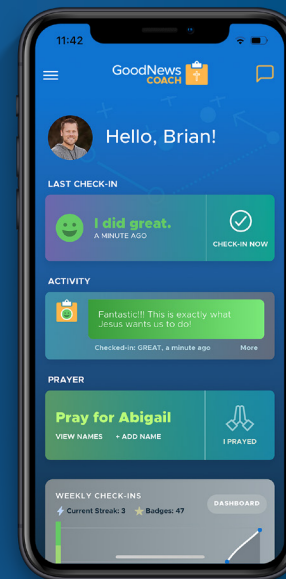 11:42
GoodNews
COACH
Hello, Brian!
LAST CHECK-IN
I did great.
A MINUTE AGO
CHECK-IN NOW
ACTIVITY
Fantastic!!! This is exactly what
Jesus wants us to do!
Checked-in: GREAT, a minute ago More
PRAYER
Pray for Abigail
VIEW NAMES + ADD NAME
I PRAYED
WEEKLY CHECK-INS
Current Streak: 3 Badges: 47
DASHBOARD